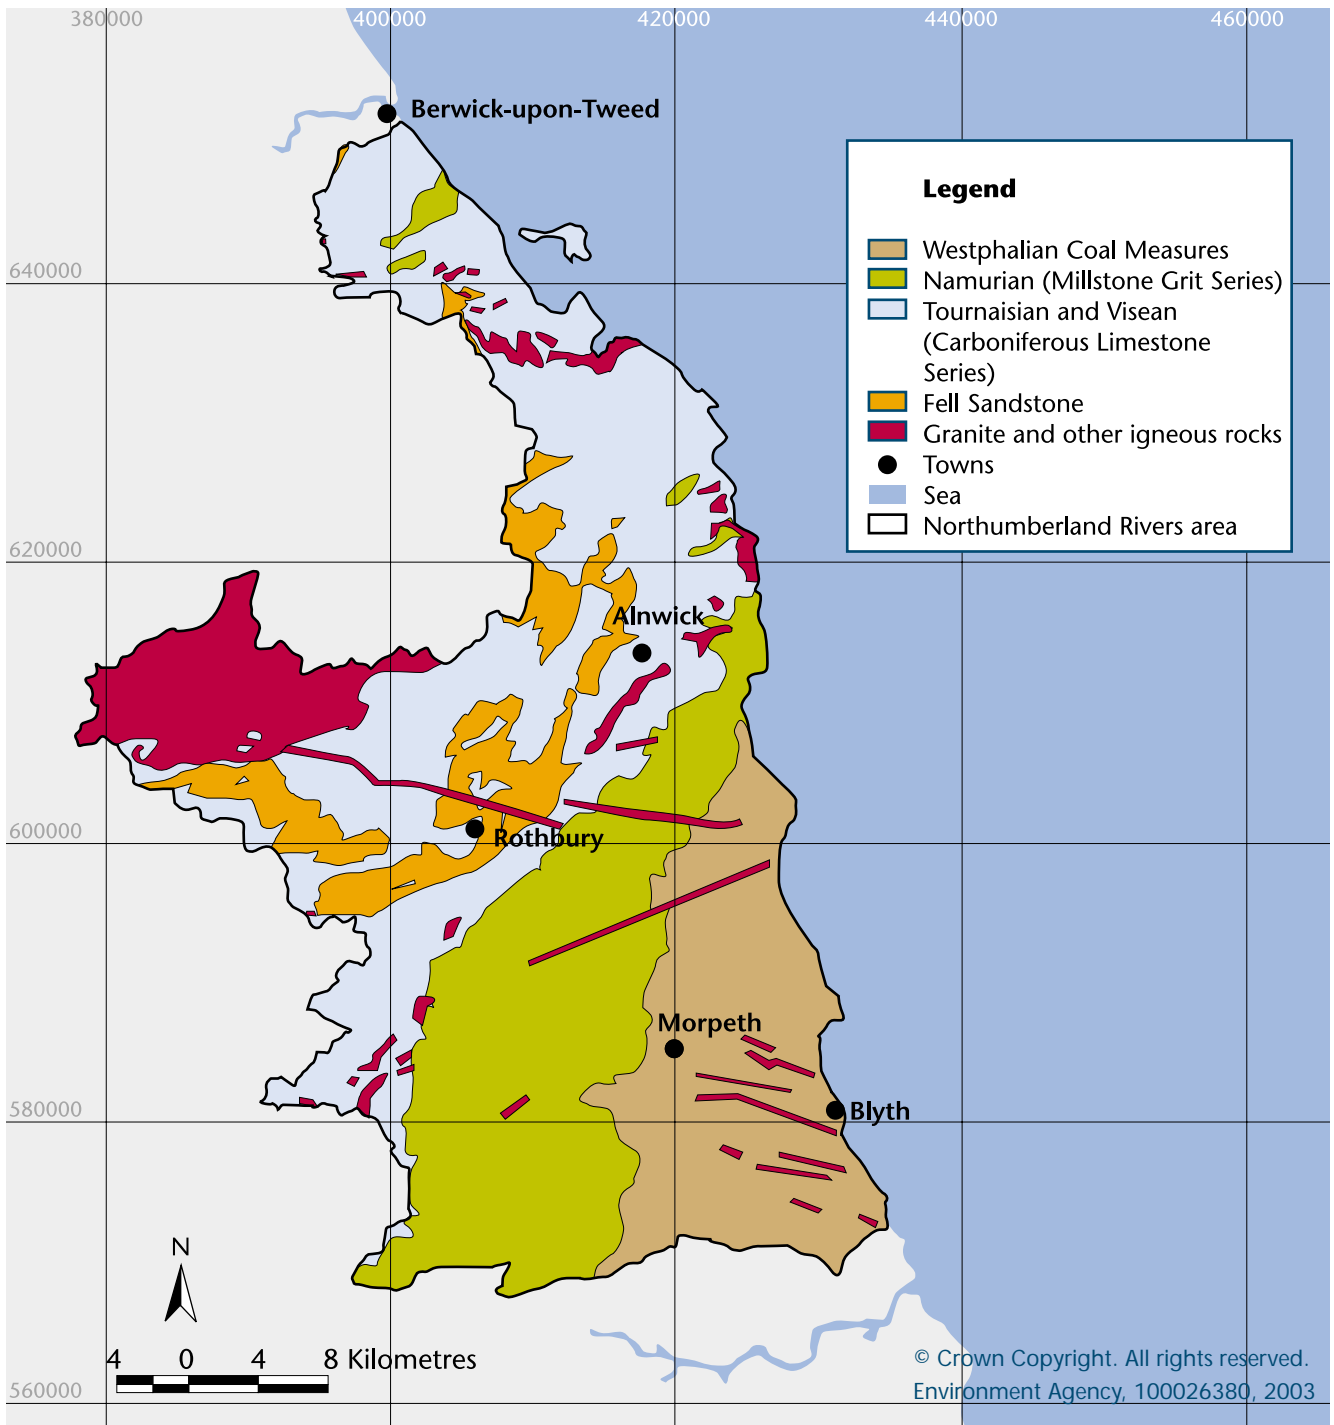 380000
400000
420000
440000
460000
Berwick-upon-Tweed
Legend
Westphalian Coal Measures
Namurian (Millstone Grit Series)
Tournaisian and Visean
(Carboniferous Limestone
Series)
Fell Sandstone
Granite and other igneous rocks
Towns
Sea
Northumberland Rivers area
640000
620000
Alnwick
600000
Rothbury
Morpeth
580000
Blyth
N
4 0 4 8 Kilometres
© Crown Copyright. All rights reserved.
Environment Agency, 100026380, 2003
560000